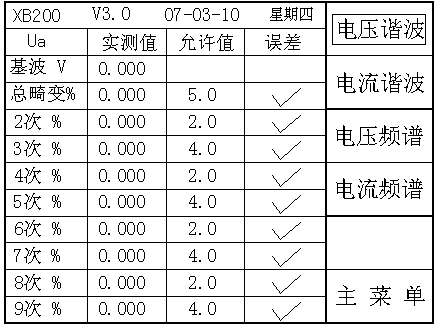 XB200 V3.0 07-03-10 星期四
Ua 实测值 允许值 误差
基波 V 0.000
总畸变% 0.000 5.0 ✓
2次 % 0.000 2.0 ✓
3次 % 0.000 4.0 ✓
4次 % 0.000 2.0 ✓
5次 % 0.000 4.0 ✓
6次 % 0.000 2.0 ✓
7次 % 0.000 4.0 ✓
8次 % 0.000 2.0 ✓
9次 % 0.000 4.0 ✓
电压谐波
电流谐波
电压频谱
电流频谱
主 菜 单